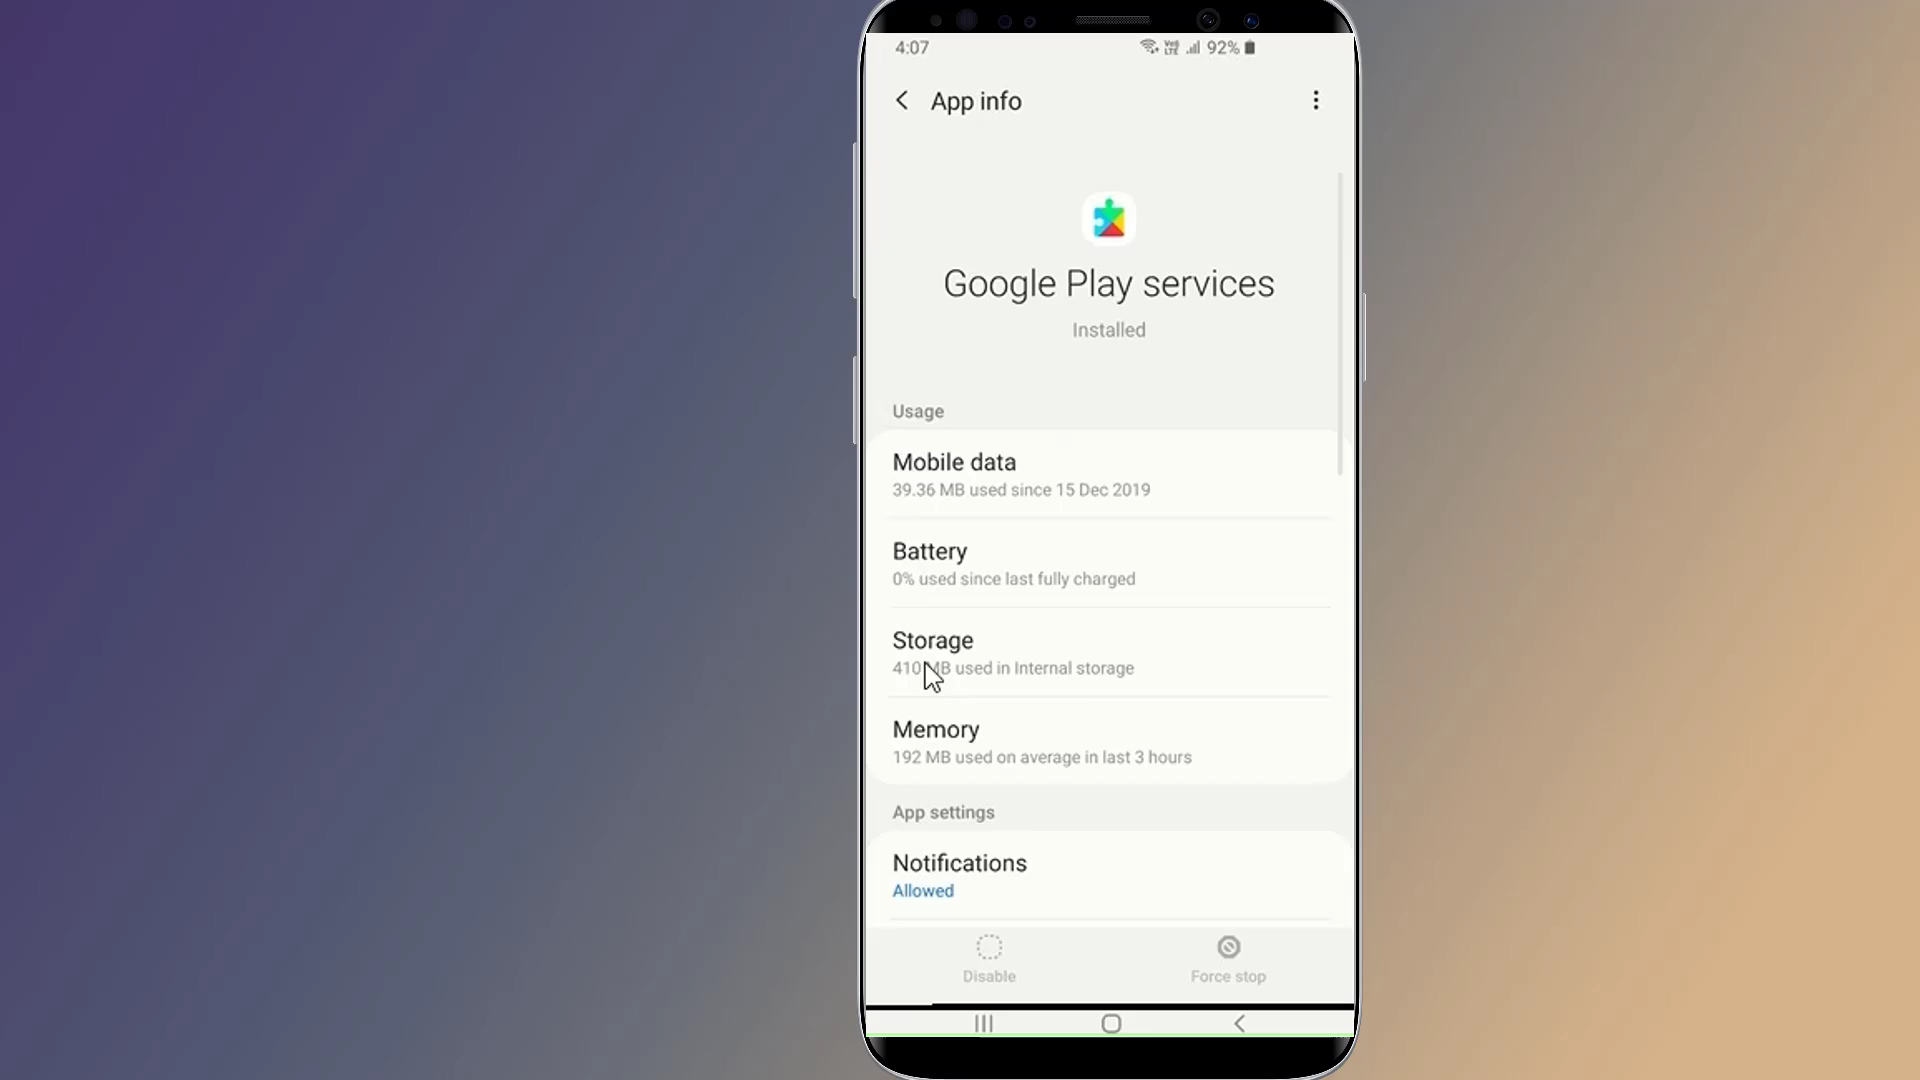 4:07
92%
App info
Google Play services
Installed
Usage
Mobile data
39.36 MB used since 15 Dec 2019
Battery
0% used since last fully charged
Storage
410 MB used in Internal storage
Memory
192 MB used on average in last 3 hours
App settings
Notifications
Allowed
Disable
Force stop